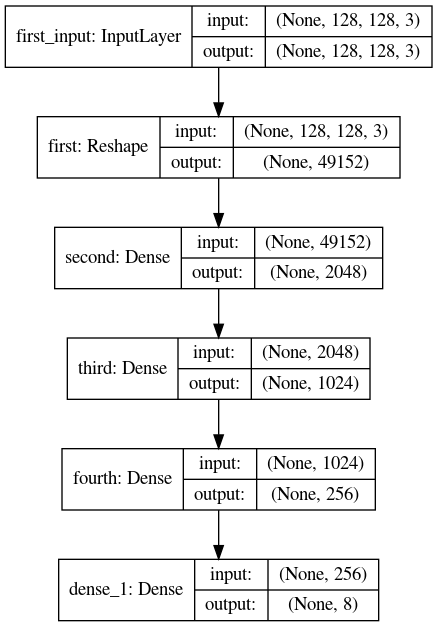 first_input: InputLayer
input:
(None, 128, 128, 3)
output:
(None, 128, 128, 3)
first: Reshape
input:
(None, 128, 128, 3)
output:
(None, 49152)
second: Dense
input:
(None, 49152)
output:
(None, 2048)
third: Dense
input:
(None, 2048)
output:
(None, 1024)
fourth: Dense
input:
(None, 1024)
output:
(None, 256)
dense_1: Dense
input:
(None, 256)
output:
(None, 8)